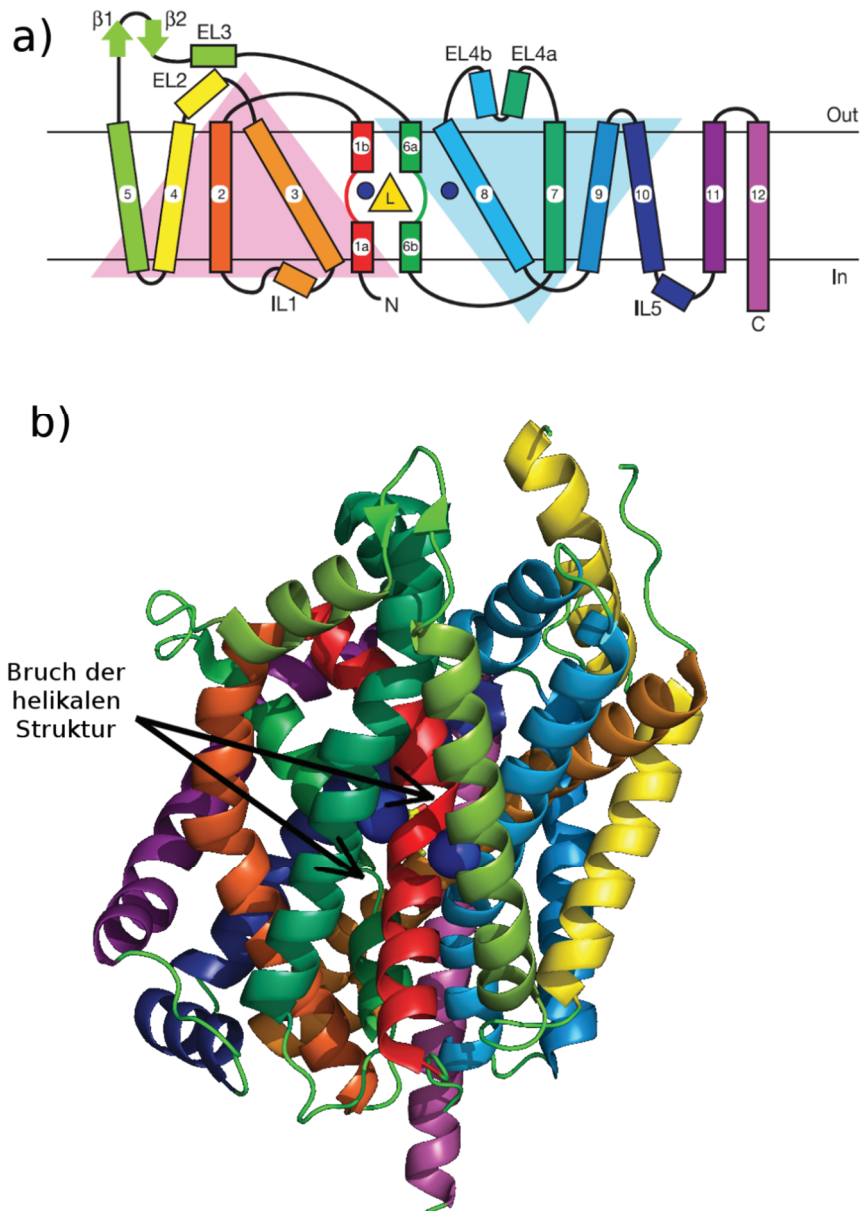 a)
β1
β2
EL3
EL2
EL4b
EL4a
Out
1b
6a
5
4
2
3
L
8
7
9
10
11
12
1a
6b
In
IL1
N
IL5
C
b)
Bruch der
helikalen
Struktur